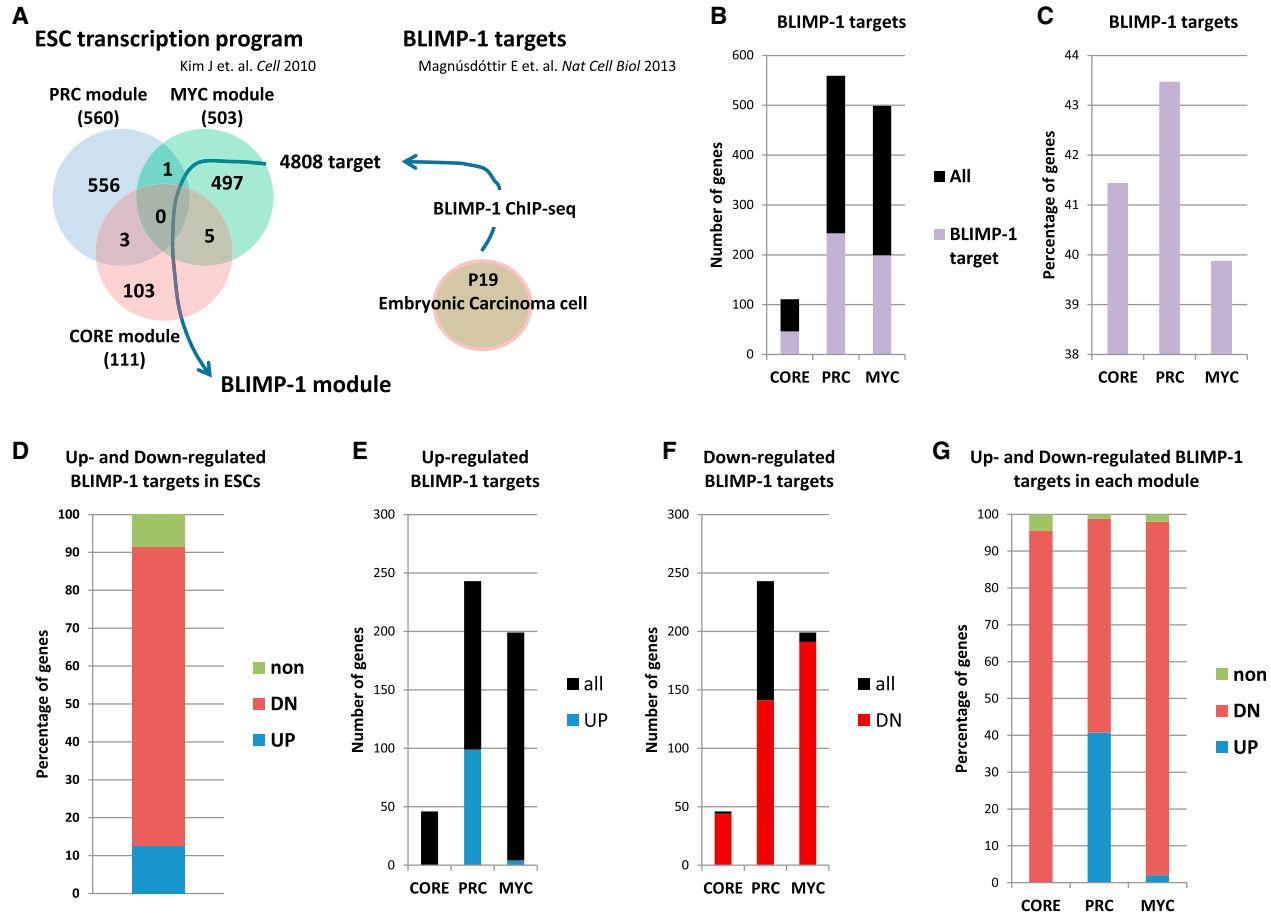 A
ESC transcription program
Kim J et. al. Cell 2010
BLIMP-1 targets
Magnúsdóttir E et. al. Nat Cell Biol 2013
PRC module
(560)
MYC module
(503)
556
1
497
0
3
5
103
CORE module
(111)
4808 target
BLIMP-1 ChIP-seq
P19
Embryonic Carcinoma cell
BLIMP-1 module
B
BLIMP-1 targets
Number of genes
600
500
400
300
200
100
0
CORE PRC MYC
All
BLIMP-1
target
C
BLIMP-1 targets
Percentage of genes
44
43
42
41
40
39
38
CORE PRC MYC
D
Up- and Down-regulated
BLIMP-1 targets in ESCs
Percentage of genes
100
90
80
70
60
50
40
30
20
10
0
non
DN
UP
E
Up-regulated
BLIMP-1 targets
Number of genes
300
250
200
150
100
50
0
CORE PRC MYC
all
UP
F
Down-regulated
BLIMP-1 targets
Number of genes
300
250
200
150
100
50
0
CORE PRC MYC
all
DN
G
Up- and Down-regulated BLIMP-1
targets in each module
Percentage of genes
100
90
80
70
60
50
40
30
20
10
0
CORE PRC MYC
non
DN
UP